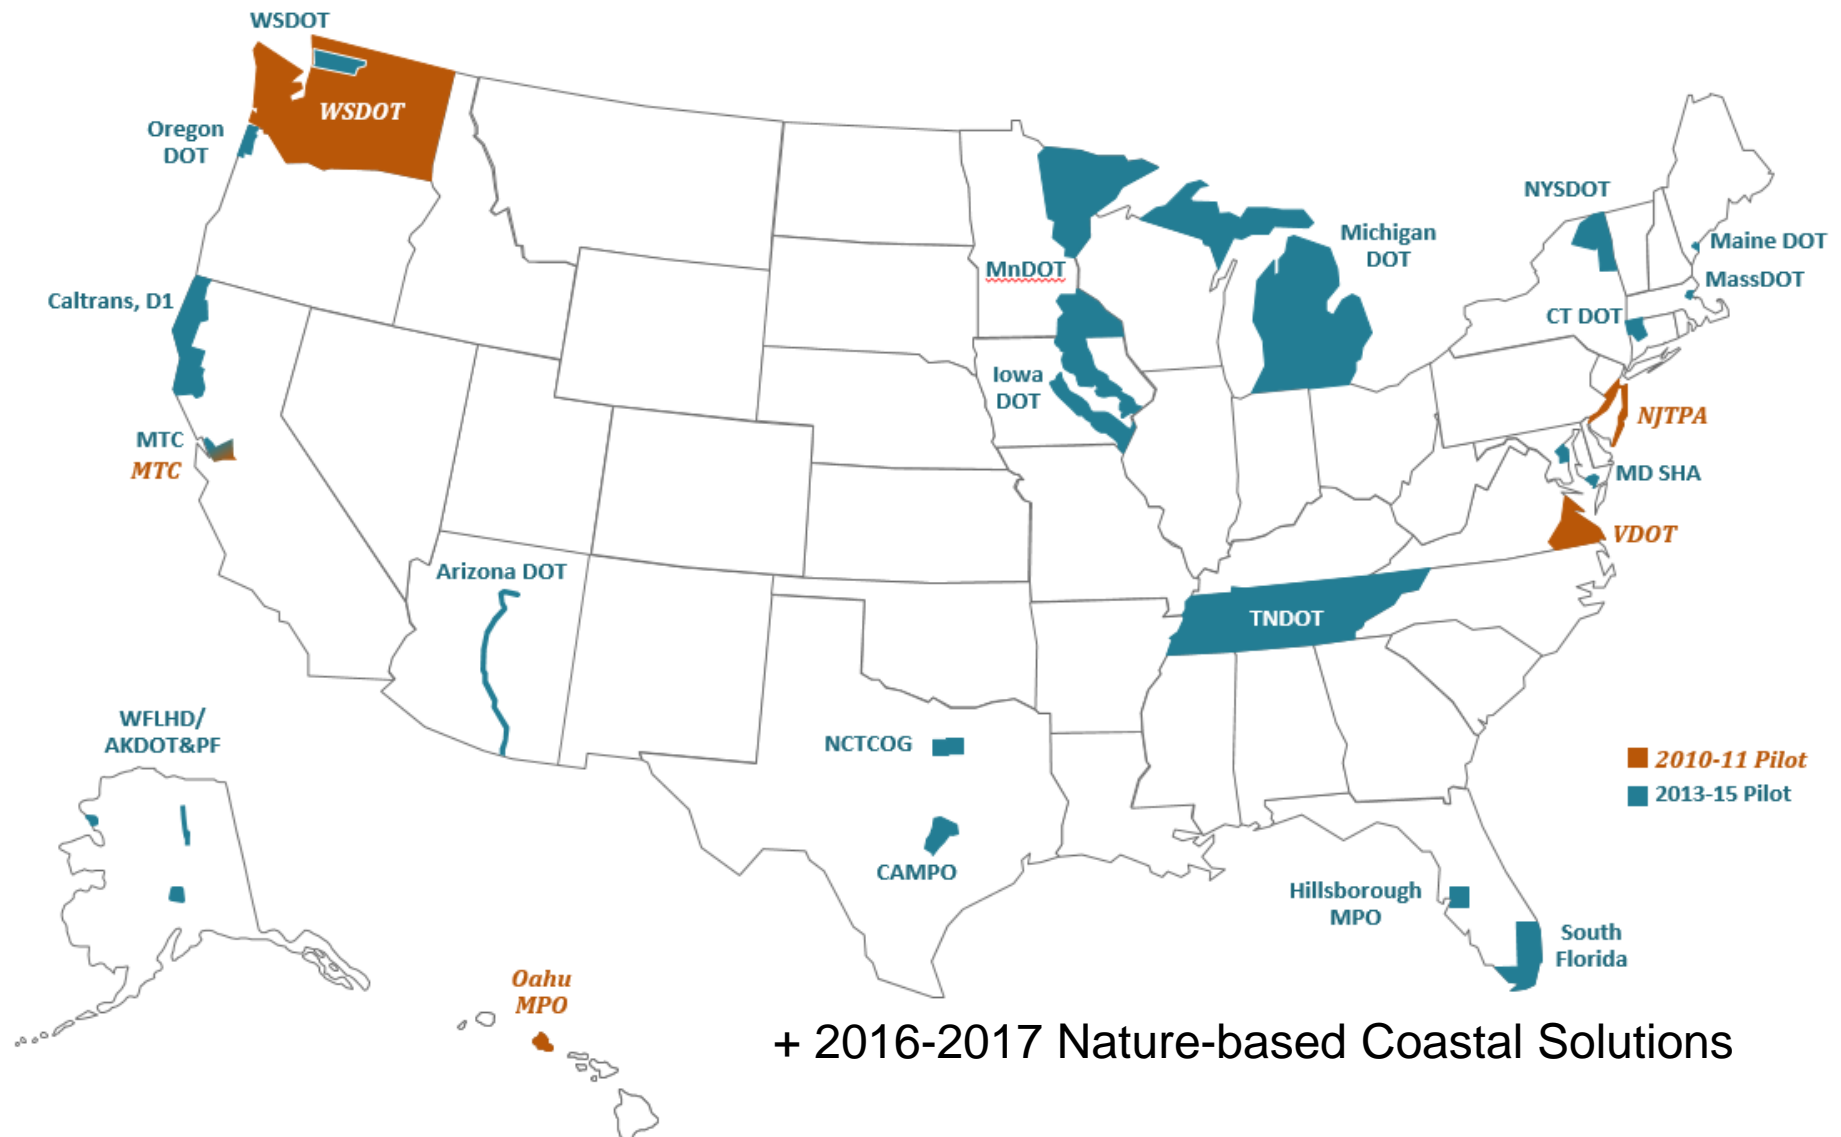 WSDOT
WSDOT
Oregon
DOT
NYSDOT
Michigan
DOT
Maine DOT
MnDOT
MassDOT
Caltrans, D1
CT DOT
Iowa
DOT
NJTPA
MTC
MTC
MD SHA
VDOT
Arizona DOT
TNDOT
WFLHD/
AKDOT&PF
NCTCOG
2010-11 Pilot
2013-15 Pilot
CAMPO
Hillsborough
MPO
South
Florida
Oahu
MPO
+ 2016-2017 Nature-based Coastal Solutions